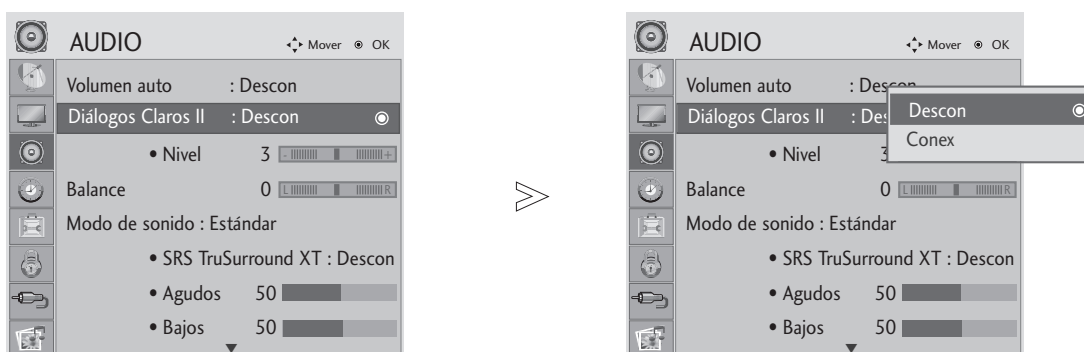 AUDIO Mover OK
Volumen auto : Descon
Diálogos Claros II : Descon
• Nivel 3 - +
Balance 0 L R
Modo de sonido : Estándar
• SRS TruSurround XT : Descon
• Agudos 50
• Bajos 50
AUDIO Mover OK
Volumen auto : Descon
Diálogos Claros II : Des
Descon
Conex
• Nivel 3
Balance 0 L R
Modo de sonido : Estándar
• SRS TruSurround XT : Descon
• Agudos 50
• Bajos 50